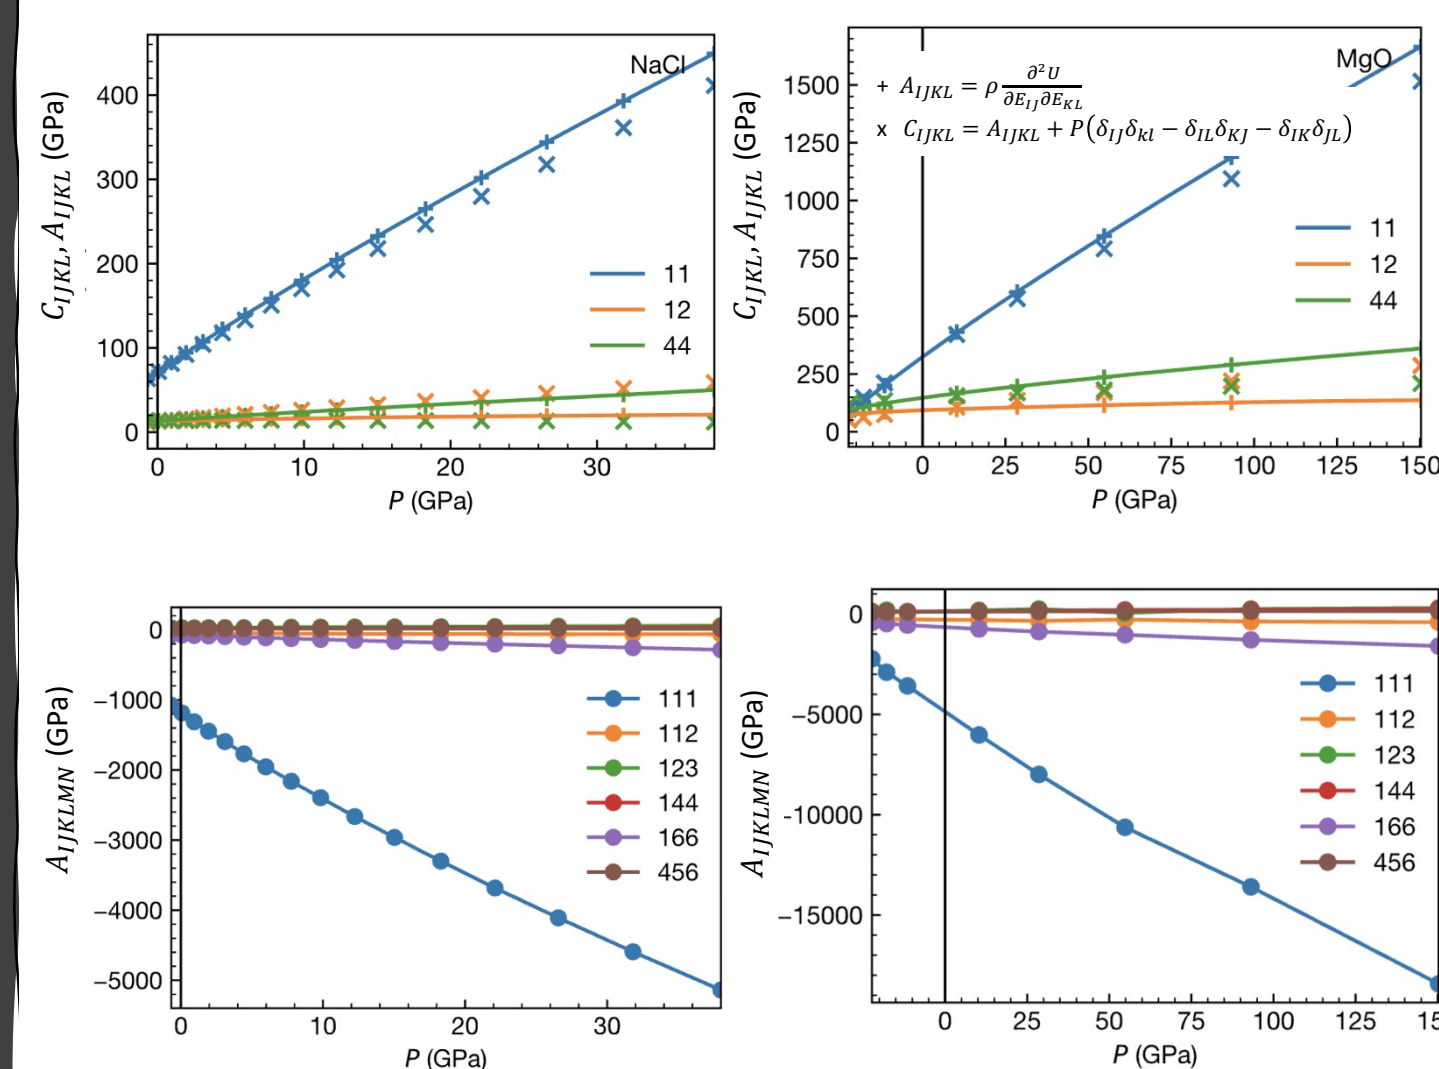 NaCl
C_{IJKL}, A_{IJKL} (GPa)
400
300
200
100
0
11
12
44
0 10 20 30
P (GPa)
MgO
+ A_{IJKL} = ρ ∂²U / ∂E_{IJ}∂E_{KL}
x C_{IJKL} = A_{IJKL} + P(δ_{IJ}δ_{kl} − δ_{IL}δ_{KJ} − δ_{IK}δ_{JL})
C_{IJKL}, A_{IJKL} (GPa)
1500
1250
1000
750
500
250
0
11
12
44
0 25 50 75 100 125 150
P (GPa)
A_{IJKLMN} (GPa)
0
−1000
−2000
−3000
−4000
−5000
111
112
123
144
166
456
0 10 20 30
P (GPa)
A_{IJKLMN} (GPa)
0
−5000
-10000
−15000
111
112
123
144
166
456
0 25 50 75 100 125 15
P (GPa)